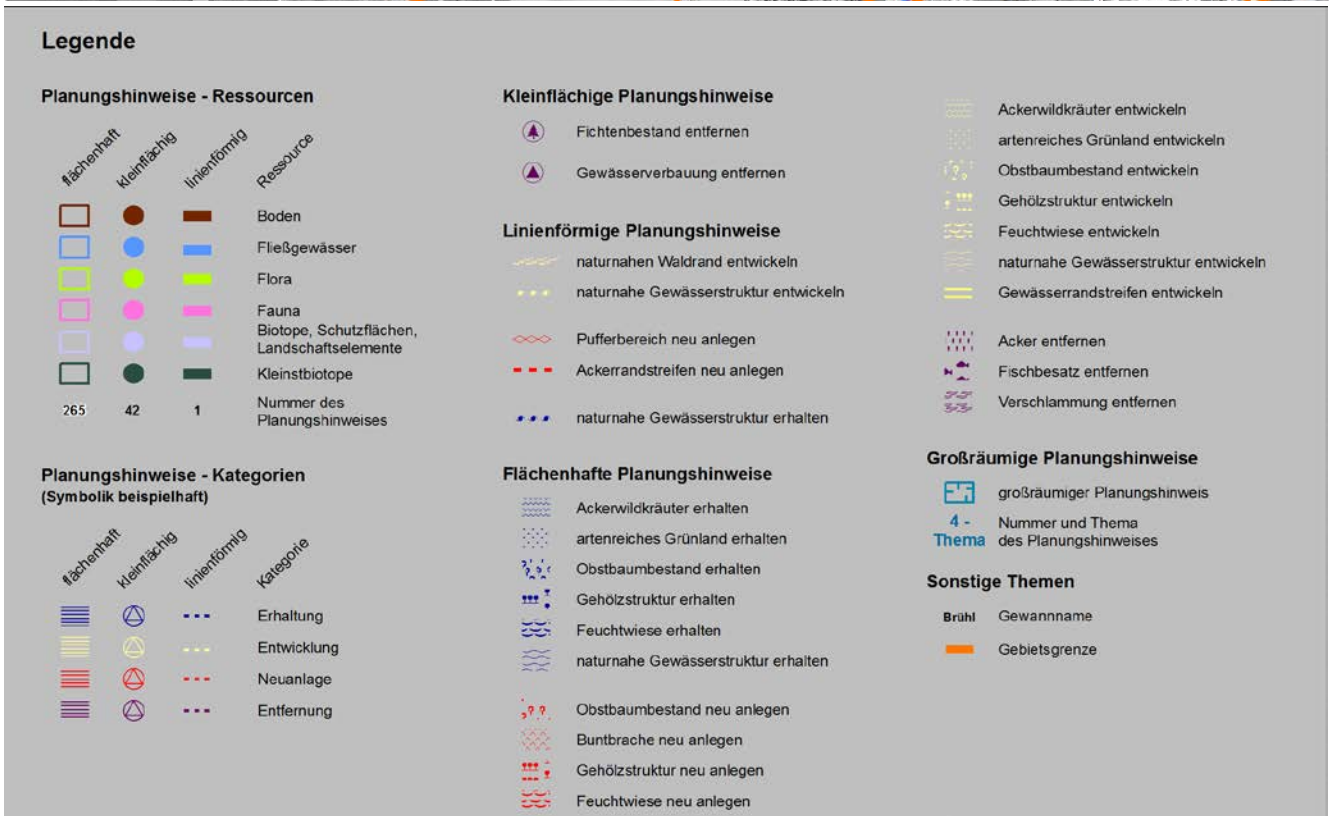 Legende
Planungshinweise - Ressourcen
flächenhaft
kleinflächig
linienförmig
Ressource
Boden
Fließgewässer
Flora
Fauna
Biotope, Schutzflächen,
Landschaftselemente
Kleinstbiotope
265 42 1 Nummer des
Planungshinweises
Planungshinweise - Kategorien
(Symbolik beispielhaft)
flächenhaft
kleinflächig
linienförmig
Kategorie
Erhaltung
Entwicklung
Neuanlage
Entfernung
Kleinflächige Planungshinweise
Fichtenbestand entfernen
Gewässerverbauung entfernen
Linienförmige Planungshinweise
naturnahen Waldrand entwickeln
naturnahe Gewässerstruktur entwickeln
Pufferbereich neu anlegen
Ackerrandstreifen neu anlegen
naturnahe Gewässerstruktur erhalten
Flächenhafte Planungshinweise
Ackerwildkräuter erhalten
artenreiches Grünland erhalten
Obstbaumbestand erhalten
Gehölzstruktur erhalten
Feuchtwiese erhalten
naturnahe Gewässerstruktur erhalten
Obstbaumbestand neu anlegen
Buntbrache neu anlegen
Gehölzstruktur neu anlegen
Feuchtwiese neu anlegen
Ackerwildkräuter entwickeln
artenreiches Grünland entwickeln
Obstbaumbestand entwickeln
Gehölzstruktur entwickeln
Feuchtwiese entwickeln
naturnahe Gewässerstruktur entwickeln
Gewässerrandstreifen entwickeln
Acker entfernen
Fischbesatz entfernen
Verschlammung entfernen
Großräumige Planungshinweise
großräumiger Planungshinweis
4 - Nummer und Thema
Thema des Planungshinweises
Sonstige Themen
Brühl Gewannname
Gebietsgrenze